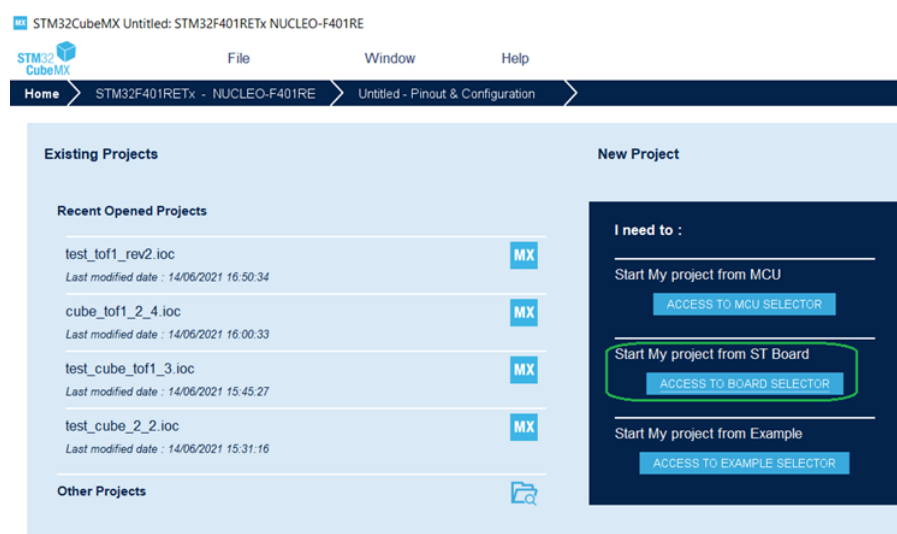 MX STM32CubeMX Untitled: STM32F401RETx NUCLEO-F401RE
STM32
CubeMX
File Window Help
Home STM32F401RETx - NUCLEO-F401RE Untitled - Pinout & Configuration
Existing Projects
Recent Opened Projects
test_tof1_rev2.ioc
Last modified date : 14/06/2021 16:50:34
MX
cube_tof1_2_4.ioc
Last modified date : 14/06/2021 16:00:33
MX
test_cube_tof1_3.ioc
Last modified date : 14/06/2021 15:45:27
MX
test_cube_2_2.ioc
Last modified date : 14/06/2021 15:31:16
MX
Other Projects
New Project
I need to :
Start My project from MCU
ACCESS TO MCU SELECTOR
Start My project from ST Board
ACCESS TO BOARD SELECTOR
Start My project from Example
ACCESS TO EXAMPLE SELECTOR